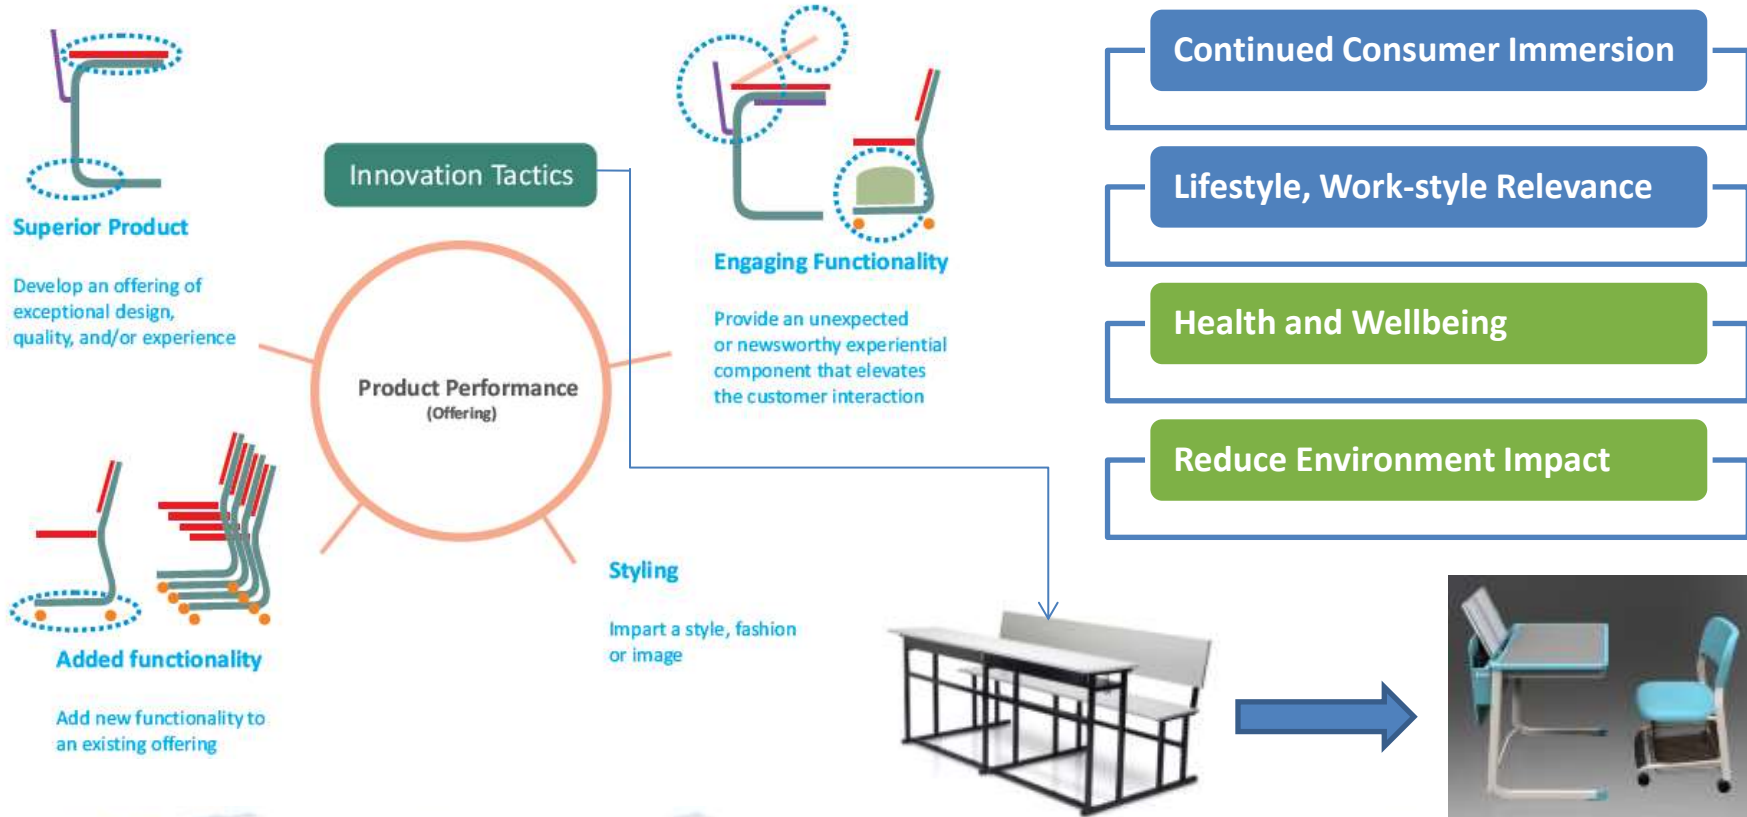 Innovation Tactics
Superior Product
Develop an offering of
exceptional design,
quality, and/or experience
Product Performance
(Offering)
Engaging Functionality
Provide an unexpected
or newsworthy experiential
component that elevates
the customer interaction
Added functionality
Add new functionality to
an existing offering
Styling
Impart a style, fashion
or image
Continued Consumer Immersion
Lifestyle, Work-style Relevance
Health and Wellbeing
Reduce Environment Impact